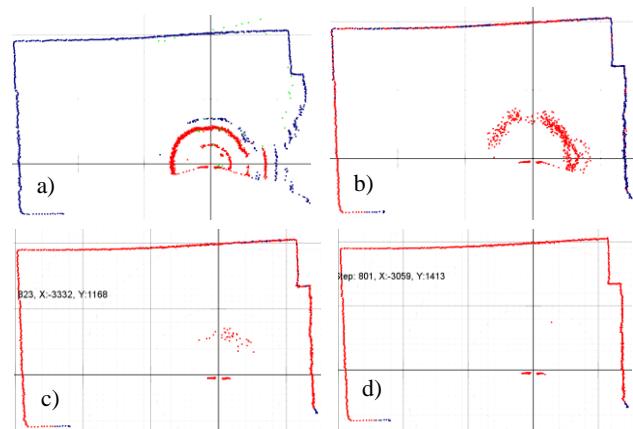 a)
b)
823, X:-3332, Y:1168
c)
Step: 801, X:-3059, Y:1413
d)